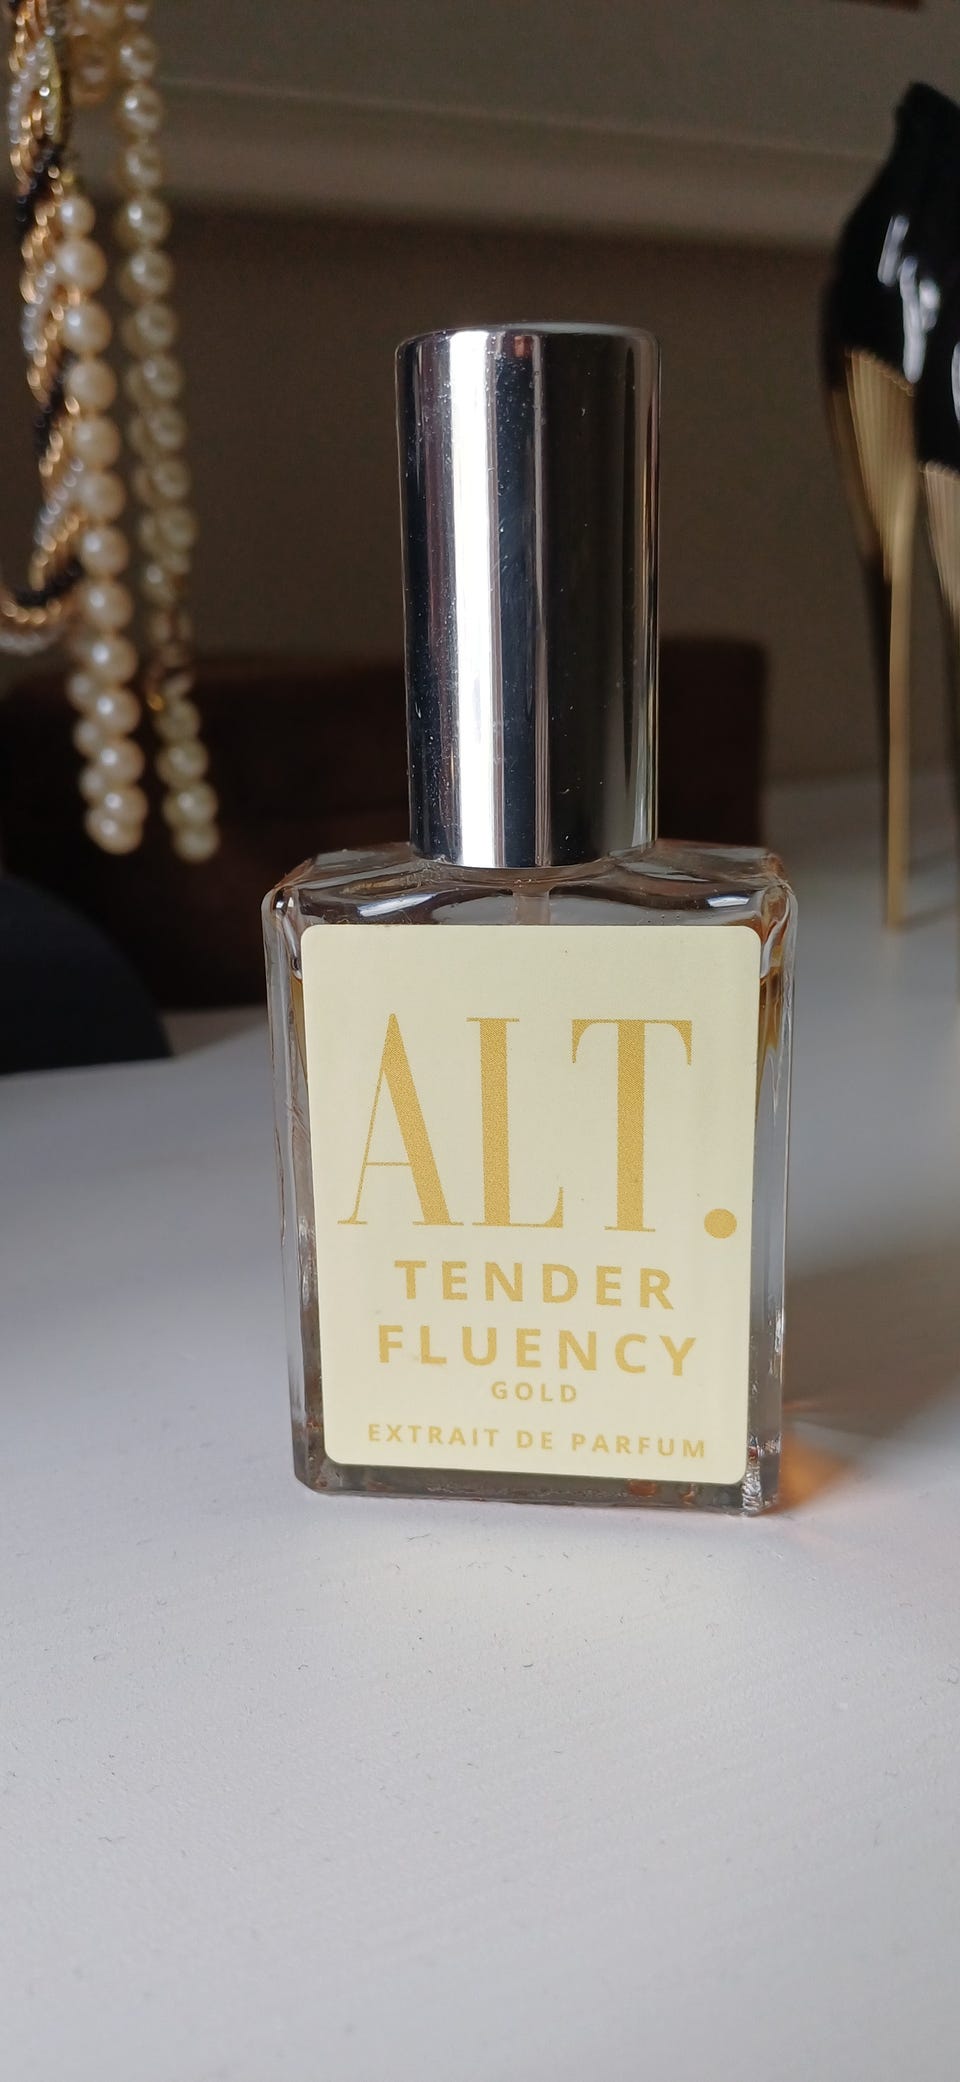 ALT.
TENDER
FLUENCY
GOLD
EXTRAIT DE PARFUM